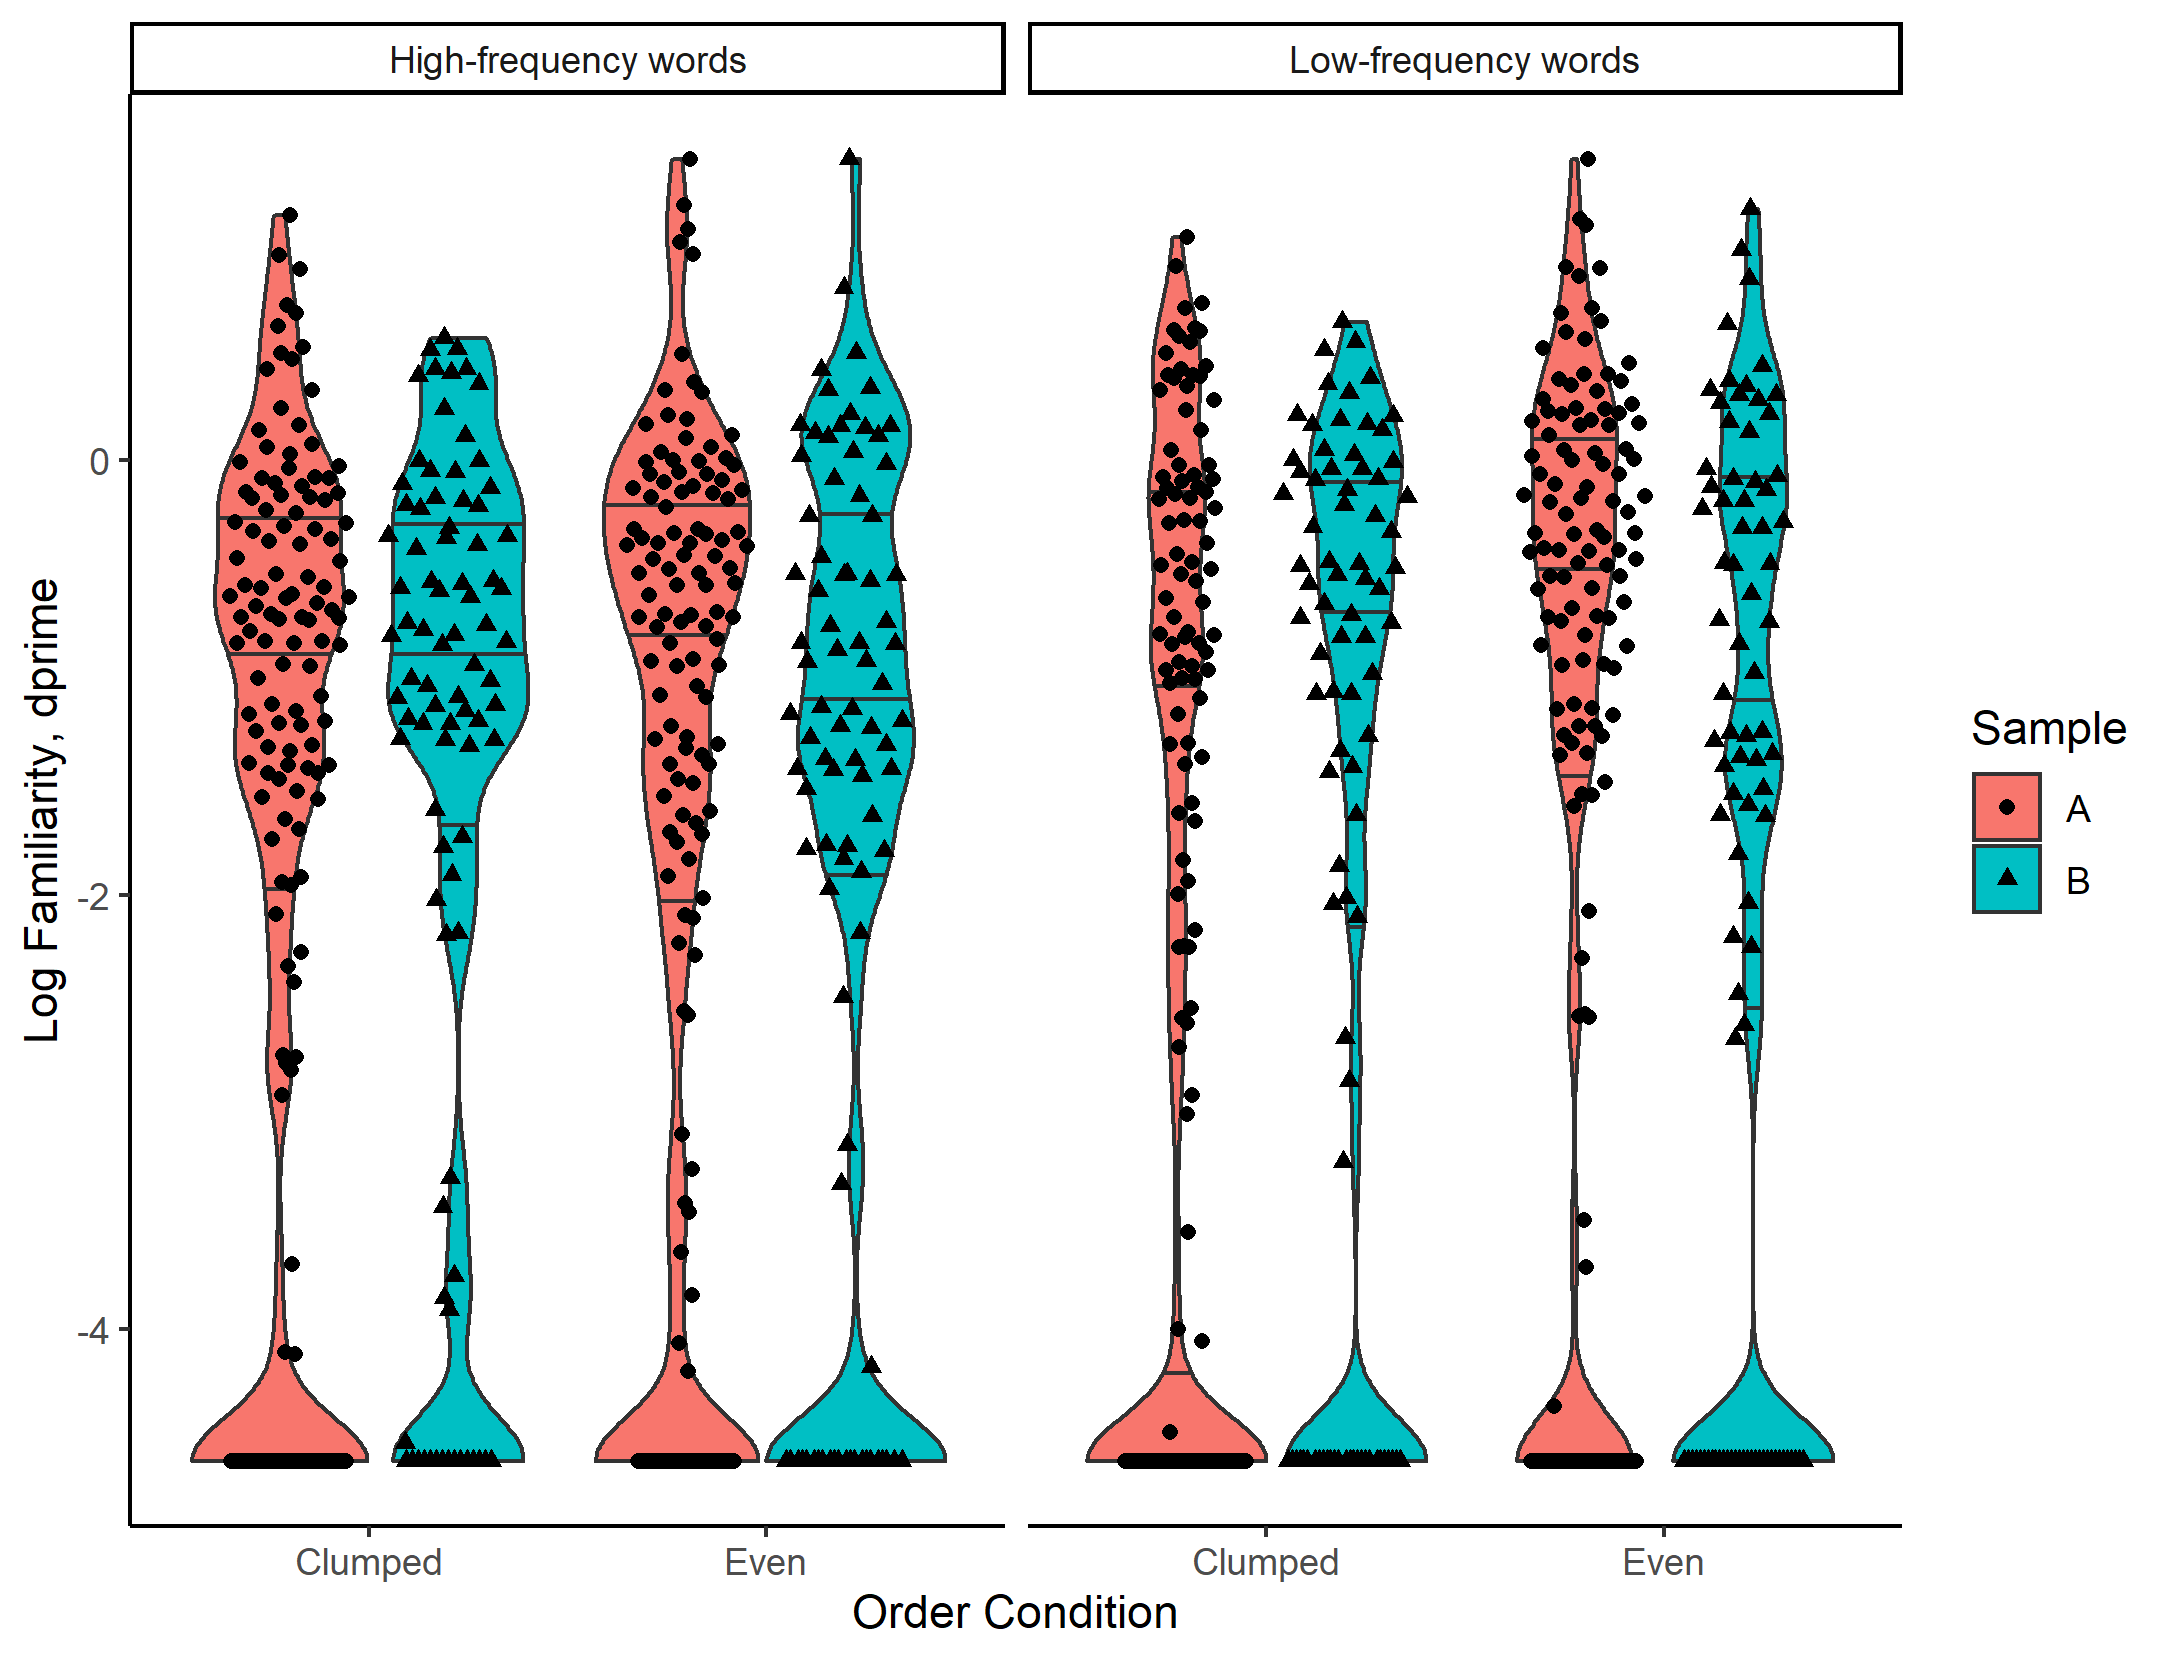 High-frequency words
Low-frequency words
0
-2
-4
Log Familiarity, dprime
Clumped
Even
Clumped
Even
Order Condition
Sample
A
B